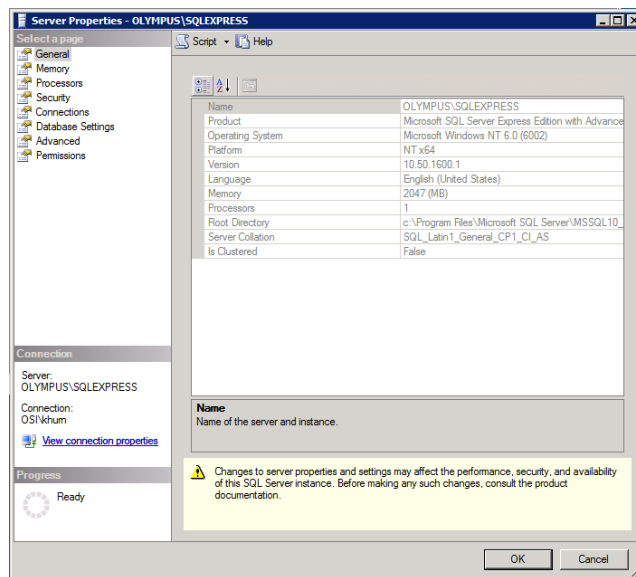 Server Properties - OLYMPUS\SQLEXPRESS
Select a page
General
Memory
Processors
Security
Connections
Database Settings
Advanced
Permissions
Script
Help
Name OLYMPUS\SQLEXPRESS
Product Microsoft SQL Server Express Edition with Advance
Operating System Microsoft Windows NT 6.0 (6002)
Platform NT x64
Version 10.50.1600.1
Language English (United States)
Memory 2047 (MB)
Processors 1
Root Directory c:\Program Files\Microsoft SQL Server\MSSQL10_
Server Collation SQL_Latin1_General_CP1_CI_AS
Is Clustered False
Name
Name of the server and instance.
Connection
Server:
OLYMPUS\SQLEXPRESS
Connection:
OSI\khum
View connection properties
Progress
Ready
Changes to server properties and settings may affect the performance, security, and availability
of this SQL Server instance. Before making any such changes, consult the product
documentation.
OK
Cancel